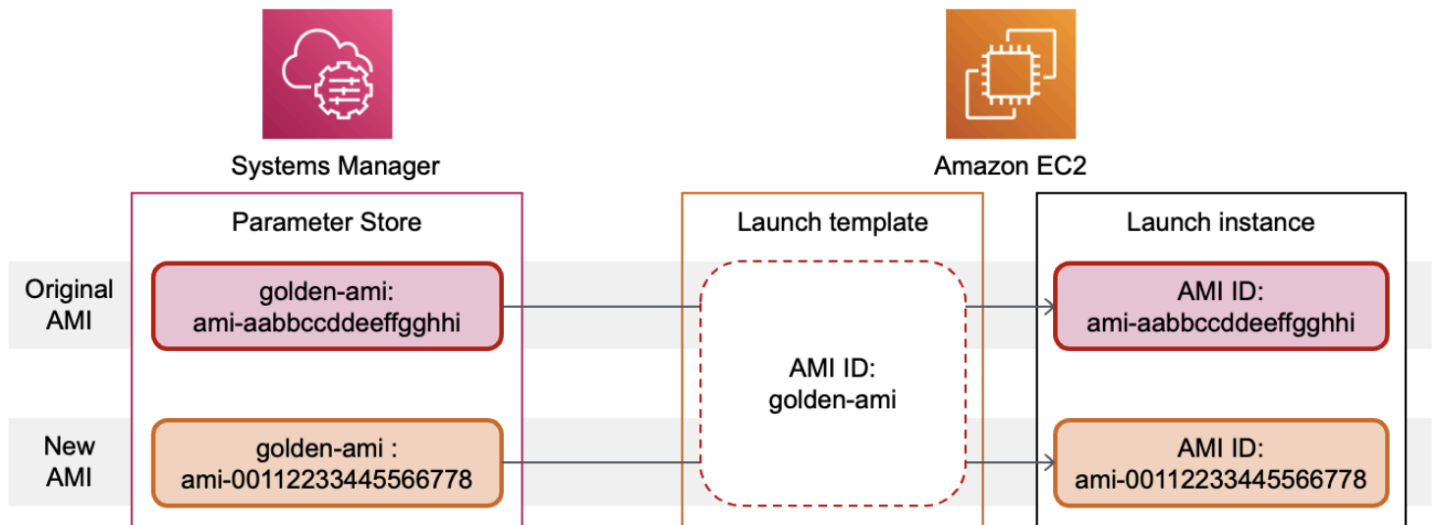 Systems Manager
Amazon EC2
Parameter Store
Launch template
Launch instance
Original
AMI
golden-ami:
ami-aabbccddeeffgghhi
AMI ID:
golden-ami
AMI ID:
ami-aabbccddeeffgghhi
New
AMI
golden-ami :
ami-00112233445566778
AMI ID:
ami-00112233445566778